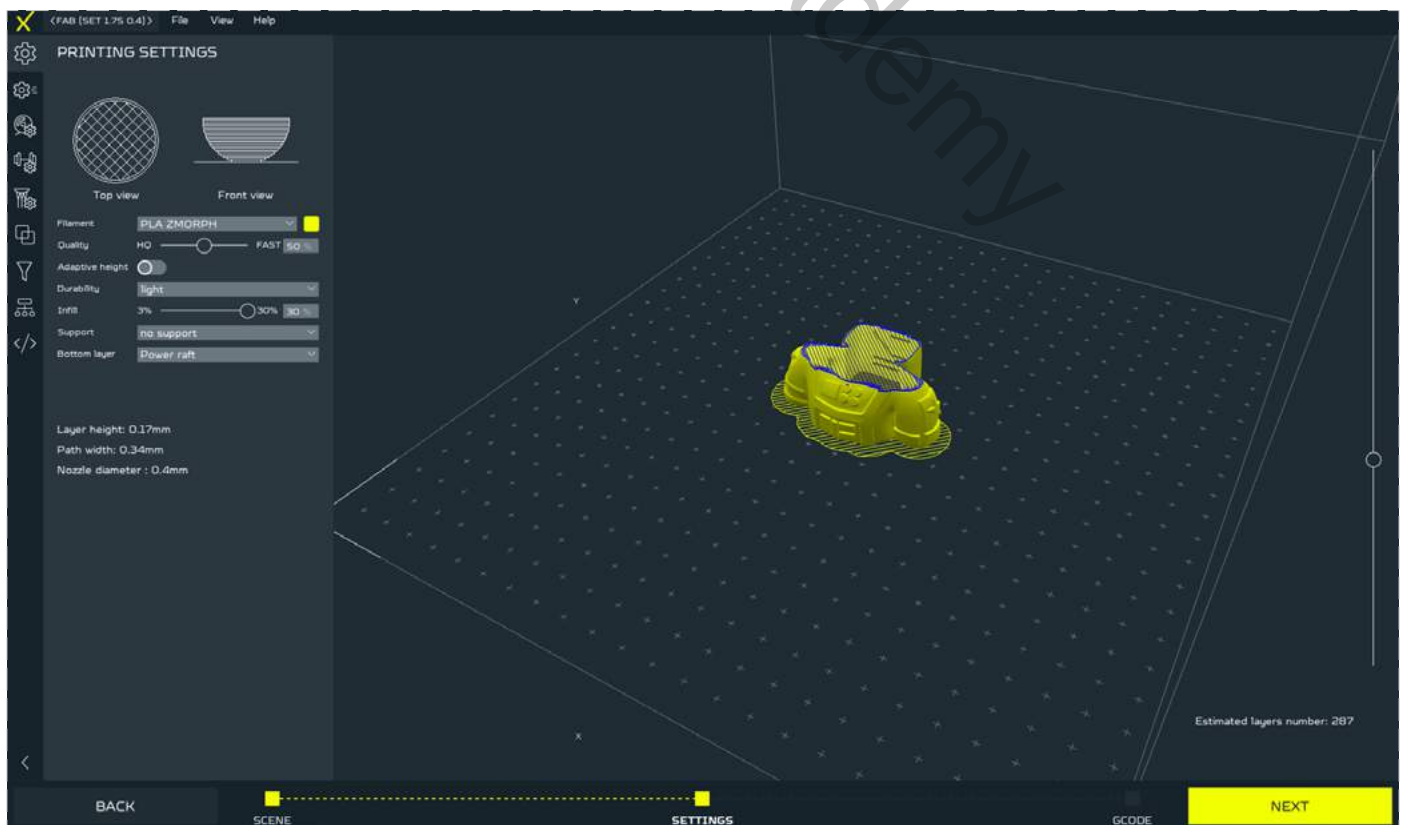 (FAB (SET 1.75 0.4)) File View Help
PRINTING SETTINGS
Top view Front view
Filament PLA ZMORPH
Quality HQ FAST 50 %
Adaptive height
Durability light
Infill 3% 30% 30 %
Support no support
Bottom layer Power raft
Layer height: 0.17mm
Path width: 0.34mm
Nozzle diameter : 0.4mm
demy
Y
X
Estimated layers number: 287
BACK
SCENE
SETTINGS
GCODE
NEXT